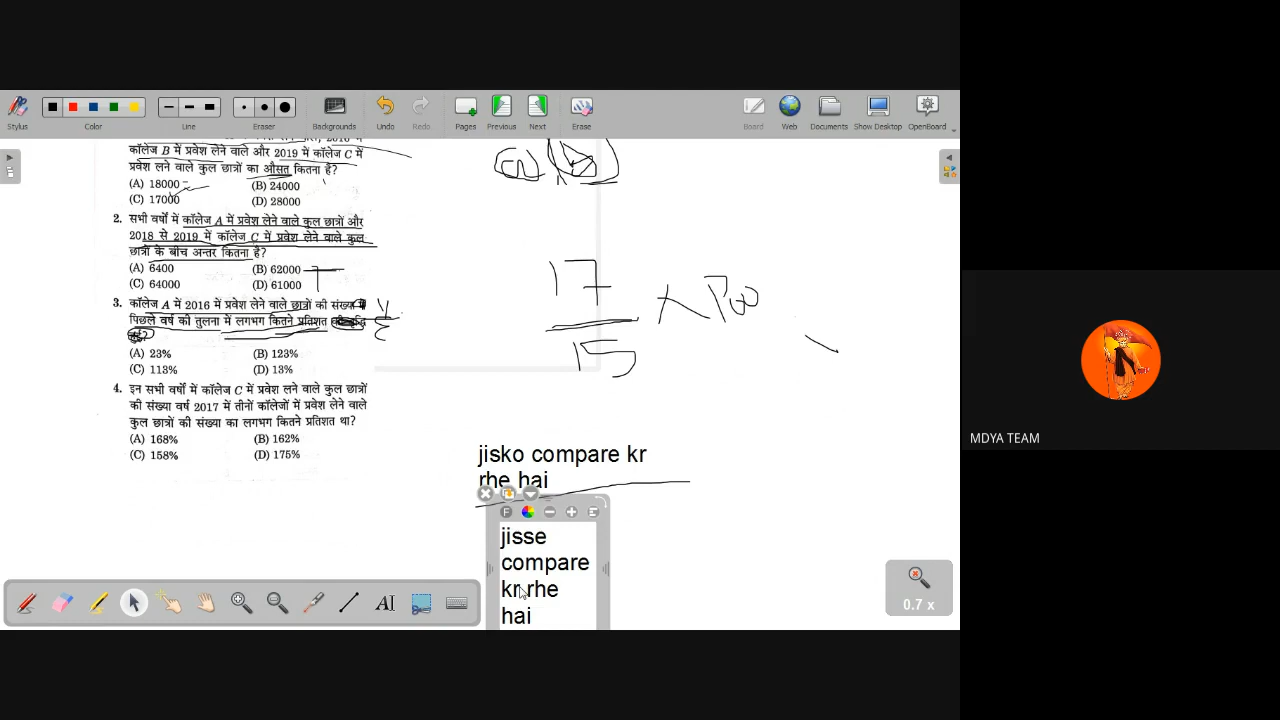 Stylus
Color
Line
Eraser
Backgrounds
Undo
Redo
Pages
Previous
Next
Erase
Board
Web
Documents
Show Desktop
OpenBoard
कॉलेज B में प्रवेश लेने वाले और 2019 में कॉलेज C में
प्रवेश लेने वाले कुल छात्रों का औसत कितना है?
(A) 18000 (B) 24000
(C) 17000 (D) 28000
2. सभी वर्षों में कॉलेज A में प्रवेश लेने वाले कुल छात्रों और
2018 से 2019 में कॉलेज C में प्रवेश लेने वाले कुल
छात्रों के बीच अन्तर कितना है?
(A) 6400 (B) 62000
(C) 64000 (D) 61000
3. कॉलेज A में 2016 में प्रवेश लेने वाले छात्रों की संख्या
पिछले वर्ष की तुलना में लगभग कितने प्रतिशत
(A) 23% (B) 123%
(C) 113% (D) 13%
4. इन सभी वर्षों में कॉलेज C में प्रवेश लेने वाले कुल छात्रों
की संख्या वर्ष 2017 में तीनों कॉलेजों में प्रवेश लेने वाले
कुल छात्रों की संख्या का लगभग कितने प्रतिशत था?
(A) 168% (B) 162%
(C) 158% (D) 175%
17
15
× 100
jisko compare kr
rhe hai
jisse
compare
kr rhe
hai
0.7 x
MDYA TEAM